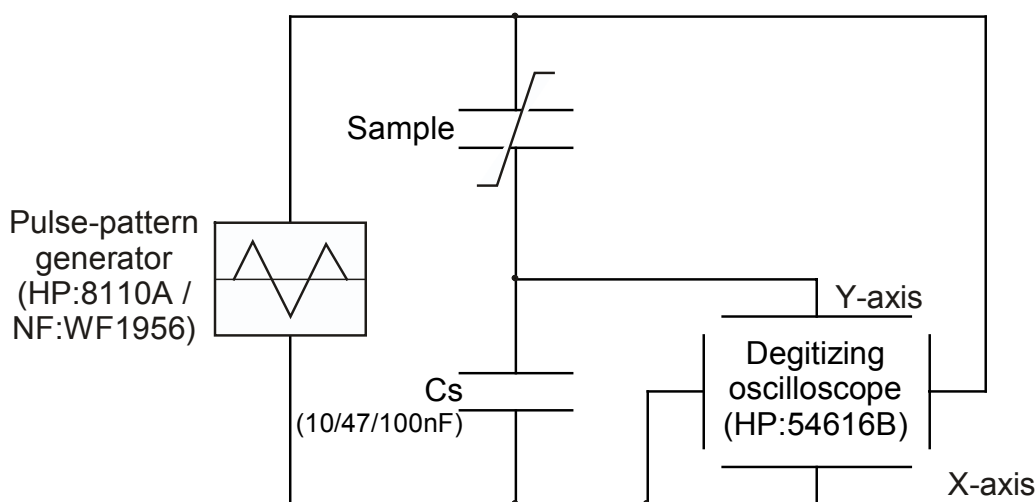 Sample
Pulse-pattern
generator
(HP:8110A /
NF:WF1956)
Y-axis
Degitizing
oscilloscope
(HP:54616B)
Cs
(10/47/100nF)
X-axis